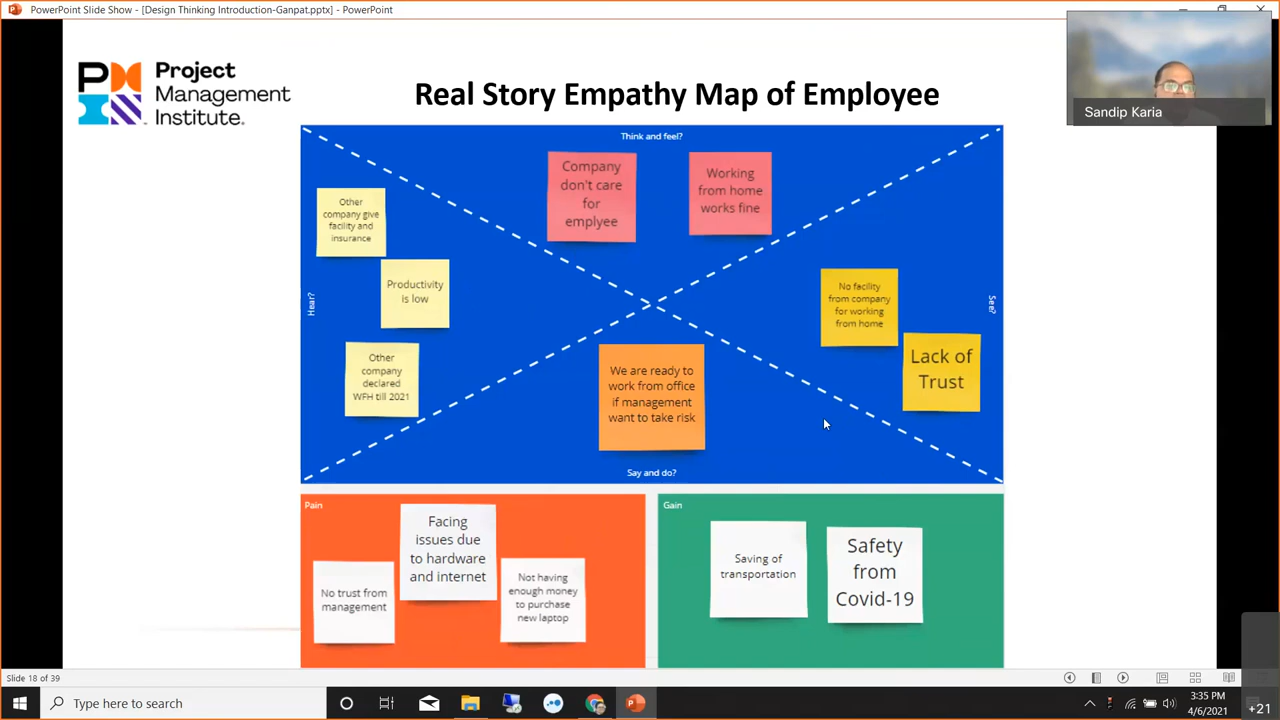 PowerPoint Slide Show - [Design Thinking Introduction-Ganpat.pptx] - PowerPoint
Sandip Karia
Project
Management
Institute.
Real Story Empathy Map of Employee
Think and feel?
Company
don't care
for
emplyee
Working
from home
works fine
Other
company give
facility and
insurance
Productivity
is low
Other
company
declared
WFH till 2021
Hear?
No facility
from company
for working
from home
Lack of
Trust
See?
We are ready to
work from office
if management
want to take risk
Say and do?
Pain
No trust from
management
Facing
issues due
to hardware
and internet
Not having
enough money
to purchase
new laptop
Gain
Saving of
transportation
Safety
from
Covid-19
Slide 18 of 39
Type here to search
3:35 PM
4/6/2021
+21